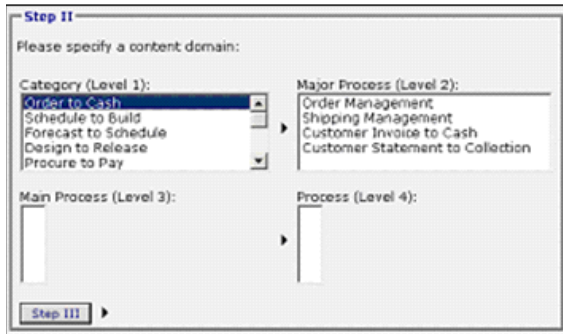 Step II
Please specify a content domain:
Category (Level 1):
Order to Cash
Schedule to Build
Forecast to Schedule
Design to Release
Procure to Pay
Major Process (Level 2):
Order Management
Shipping Management
Customer Invoice to Cash
Customer Statement to Collection
Main Process (Level 3):
Process (Level 4):
Step III